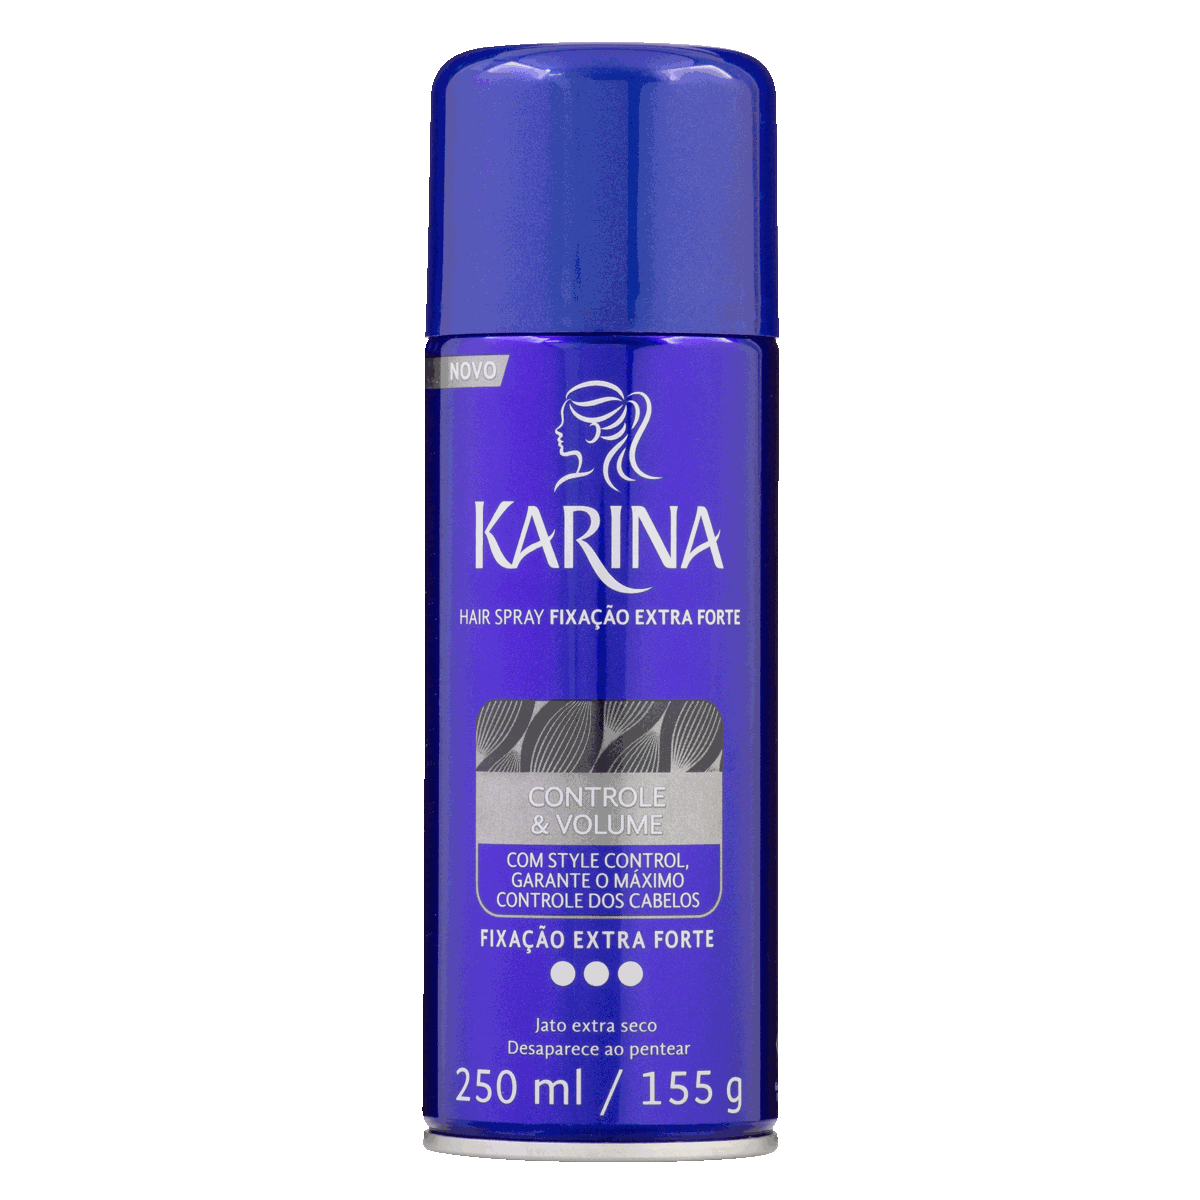 NOVO
KARINA
HAIR SPRAY FIXAÇÃO EXTRA FORTE
CONTROLE
& VOLUME
COM STYLE CONTROL,
GARANTE O MÁXIMO
CONTROLE DOS CABELOS
FIXAÇÃO EXTRA FORTE
Jato extra seco
Desaparece ao pentear
250 ml / 155 g